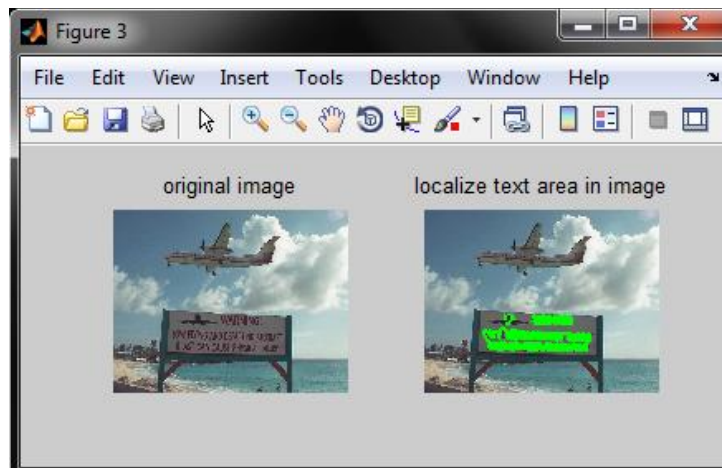 Figure 3
File Edit View Insert Tools Desktop Window Help
original image
localize text area in image
WARNING!